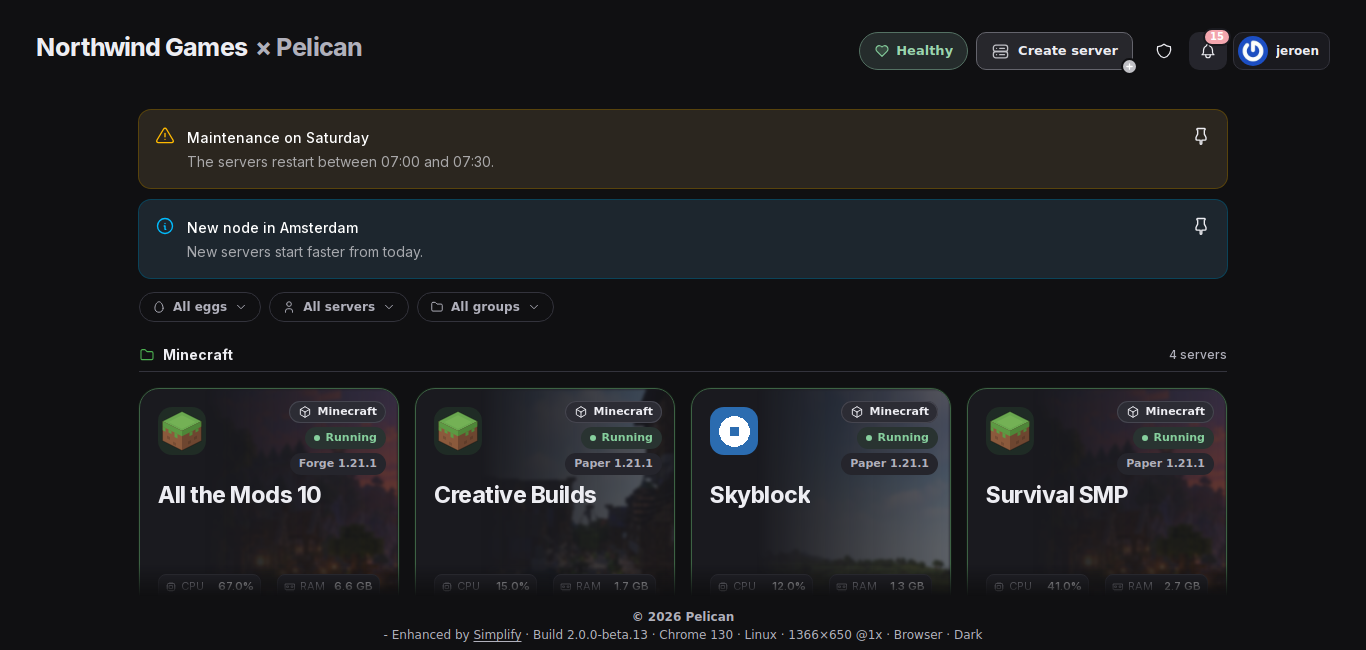 Northwind Games × Pelican
Healthy
Create server
15
jeroen
Maintenance on Saturday
The servers restart between 07:00 and 07:30.
New node in Amsterdam
New servers start faster from today.
All eggs
All servers
All groups
Minecraft
4 servers
Minecraft
Running
Forge 1.21.1
All the Mods 10
CPU 67.0%
RAM 6.6 GB
Minecraft
Running
Paper 1.21.1
Creative Builds
CPU 15.0%
RAM 1.7 GB
Minecraft
Running
Paper 1.21.1
Skyblock
CPU 12.0%
RAM 1.3 GB
Minecraft
Running
Paper 1.21.1
Survival SMP
CPU 41.0%
RAM 2.7 GB
© 2026 Pelican
- Enhanced by Simplify · Build 2.0.0-beta.13 · Chrome 130 · Linux · 1366×650 @1x · Browser · Dark